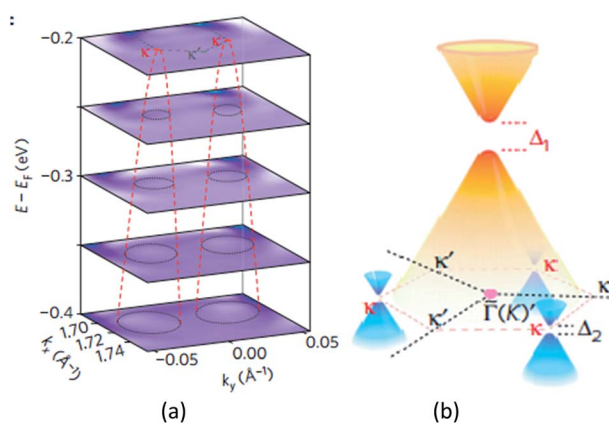 :
−0.2
κ
κ′
κ
−0.3
E − E_F (eV)
−0.4
1.70
1.72
1.74
k_x (Å⁻¹)
−0.05
0.00
0.05
k_y (Å⁻¹)
(a)
Δ₁
κ′
κ′
κ
κ
κ′
Γ̄(K)′
κ
Δ₂
(b)